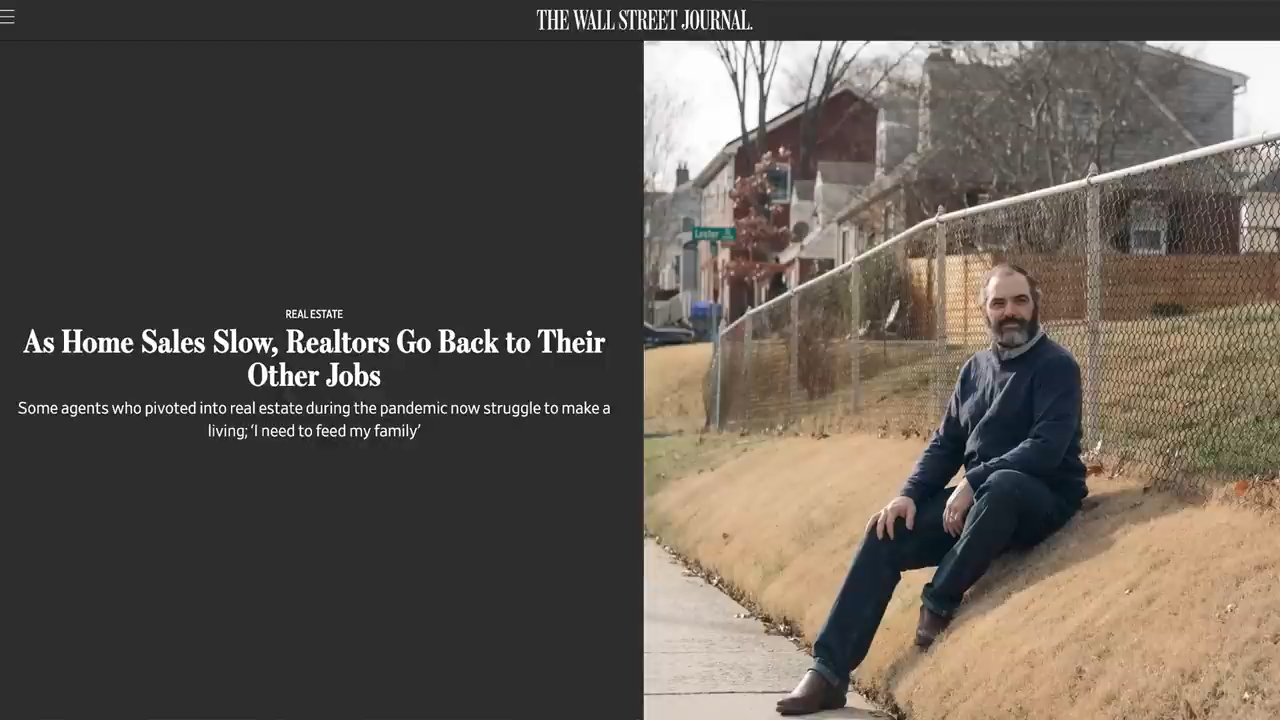 THE WALL STREET JOURNAL.
REAL ESTATE
As Home Sales Slow, Realtors Go Back to Their
Other Jobs
Some agents who pivoted into real estate during the pandemic now struggle to make a
living; ‘I need to feed my family’
Lester